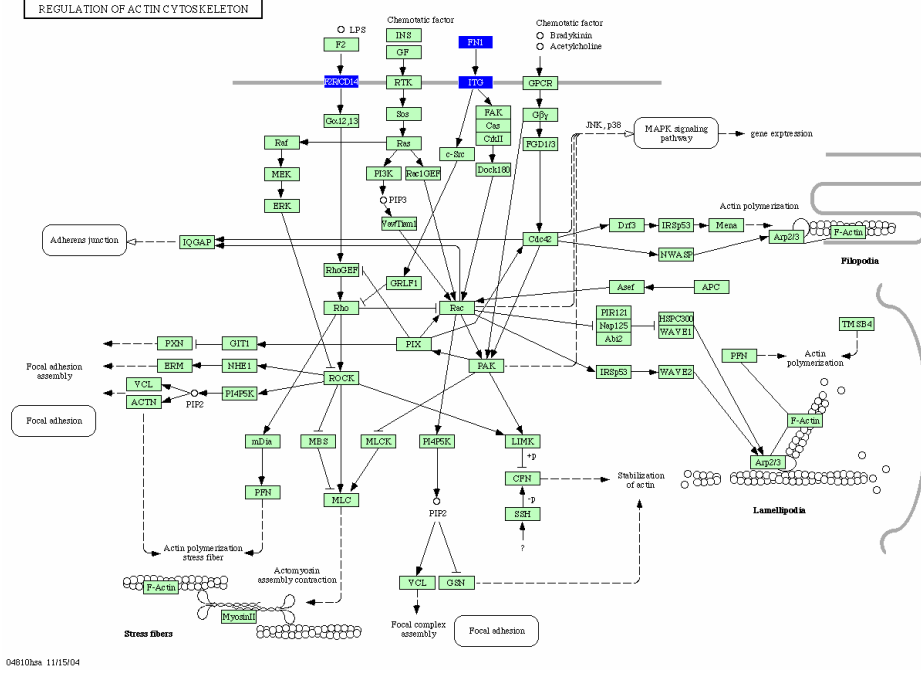 REGULATION OF ACTIN CYTOSKELETON
LPS
F2
Chemotatic factor
INS
GF
FN1
Chemotatic factor
Bradykinin
Acetylcholine
F2R/CD14
RTK
ITG
GPCR
Gα12,13
Sos
FAK
Cas
CrkII
Gβγ
JNK, p38
MAPK signaling
pathway
gene expression
Raf
Ras
c-Src
FGD1/3
MEK
PI3K
Rac1GEF
Dock180
ERK
PIP3
VavTiam1
Actin polymerization
Adherens junction
IQGAP
Cdc42
Drf3
IRSp53
Mena
Arp2/3
F-Actin
NWASP
Filopodia
RhoGEF
GRLF1
Asef
APC
Rho
Rac
PIR121
Nap125
Abi2
HSPC300
WAVE1
TMSB4
PXN
GIT1
PIX
PFN
Actin
polymerization
Focal adhesion
assembly
ERM
NHE1
ROCK
PAK
IRSp53
WAVE2
VCL
ACTN
PIP2
PI4P5K
Focal adhesion
F-Actin
mDia
MBS
MLCK
PI4P5K
LIMK
+p
Arp2/3
PFN
MLC
PIP2
CFN
-p
SSH
?
Stabilization
of actin
Lamellipodia
Actin polymerization
stress fiber
Actomyosin
assembly contraction
F-Actin
VCL
GSN
MyosinII
Stress fibers
Focal complex
assembly
Focal adhesion
04810hsa 11/15/04